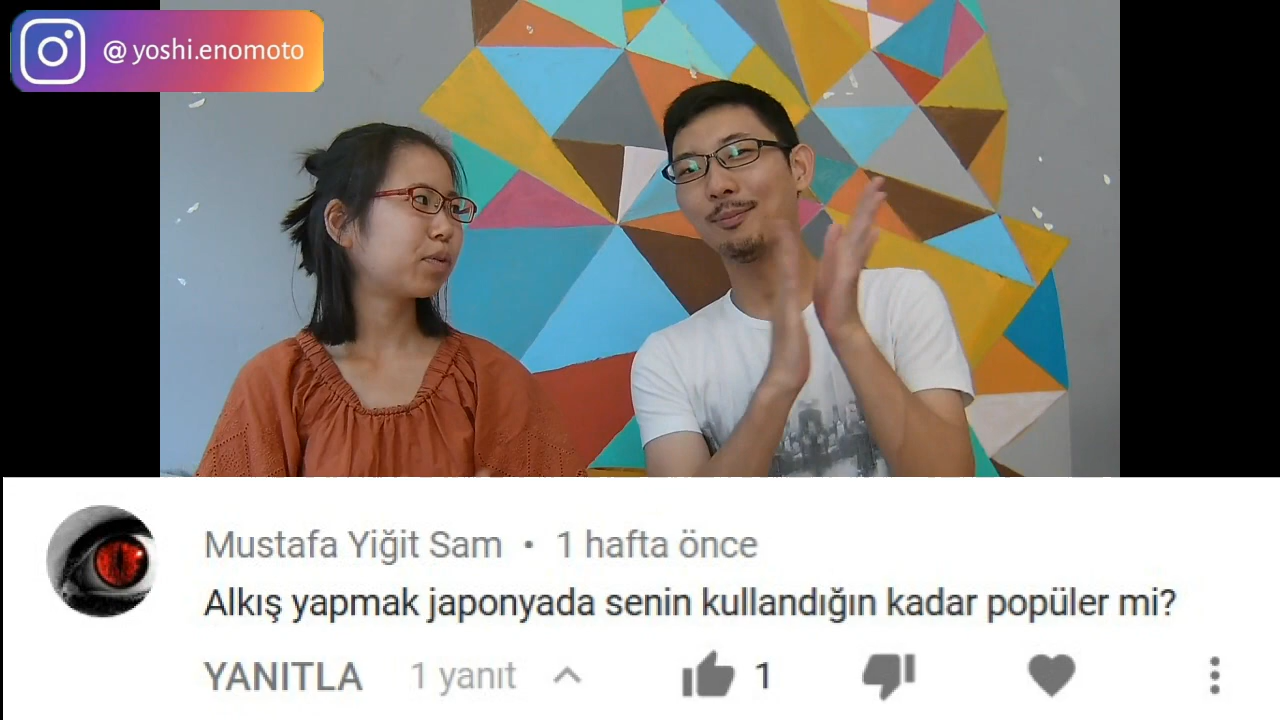 @ yoshi.enomoto
Mustafa Yiğit Sam • 1 hafta önce
Alkış yapmak japonyada senin kullandığın kadar popüler mi?
YANITLA 1 yanıt 1